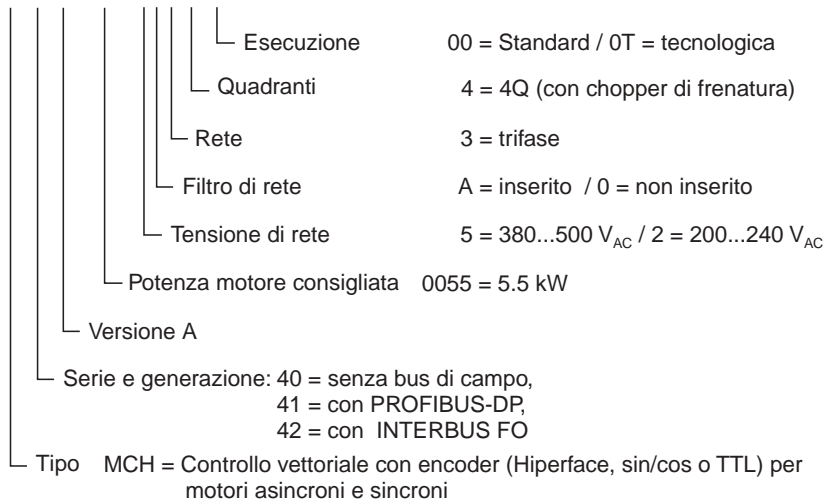 Esecuzione 00 = Standard / 0T = tecnologica
Quadranti 4 = 4Q (con chopper di frenatura)
Rete 3 = trifase
Filtro di rete A = inserito / 0 = non inserito
Tensione di rete 5 = 380...500 VAC / 2 = 200...240 VAC
Potenza motore consigliata 0055 = 5.5 kW
Versione A
Serie e generazione: 40 = senza bus di campo,
41 = con PROFIBUS-DP,
42 = con INTERBUS FO
Tipo MCH = Controllo vettoriale con encoder (Hiperface, sin/cos o TTL) per
motori asincroni e sincroni